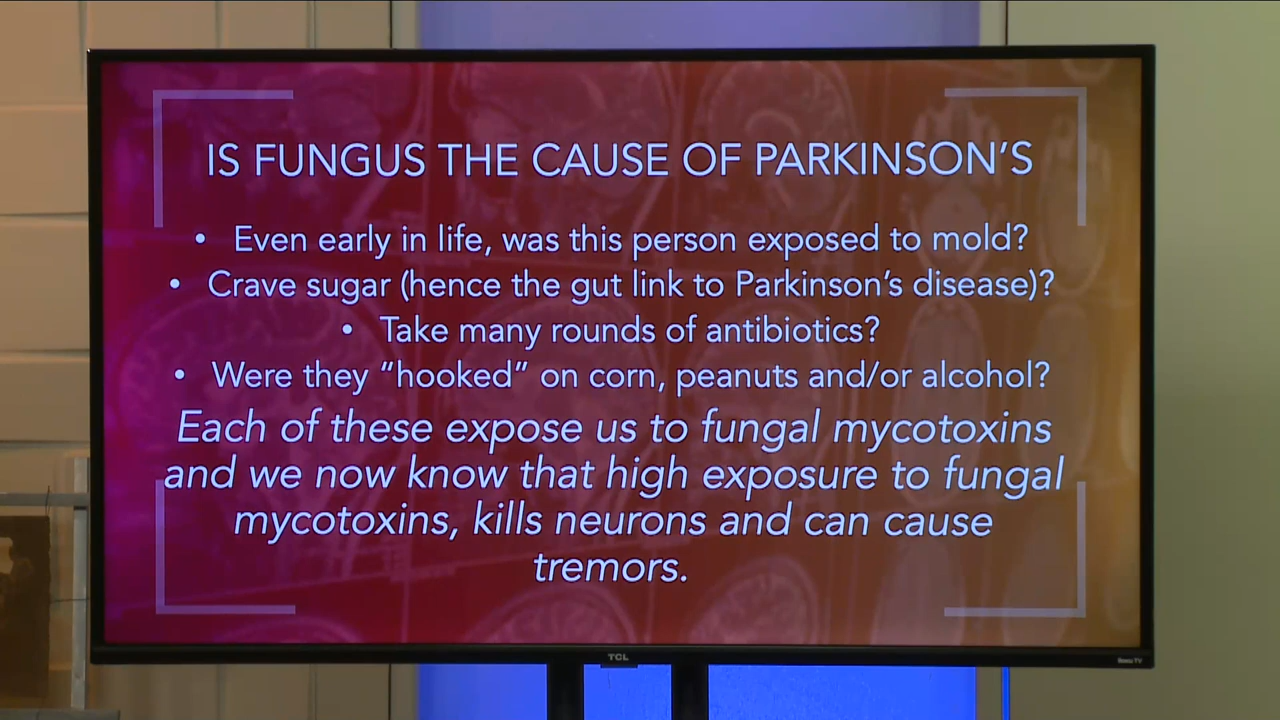 IS FUNGUS THE CAUSE OF PARKINSON'S
• Even early in life, was this person exposed to mold?
• Crave sugar (hence the gut link to Parkinson's disease)?
• Take many rounds of antibiotics?
• Were they “hooked” on corn, peanuts and/or alcohol?
Each of these expose us to fungal mycotoxins
and we now know that high exposure to fungal
mycotoxins, kills neurons and can cause
tremors.
TCL
Roku TV